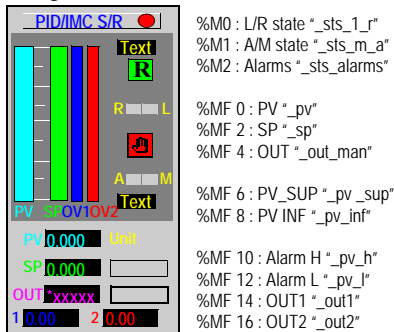 PID/IMC S/R
Text
R
R L
A M
Text
PV SP OV1 OV2
PV 0.000 Unit
SP 0.000
OUT *xxxxx
1 0.00 2 0.00
%M0 : L/R state “_sts_1_r”
%M1 : A/M state “_sts_m_a”
%M2 : Alarms “_sts_alarms”
%MF 0 : PV “_pv”
%MF 2 : SP “_sp”
%MF 4 : OUT “_out_man”
%MF 6 : PV_SUP “_pv _sup”
%MF 8 : PV INF “_pv_inf”
%MF 10 : Alarm H “_pv_h”
%MF 12 : Alarm L “_pv_l”
%MF 14 : OUT1 “_out1”
%MF 16 : OUT2 “_out2”